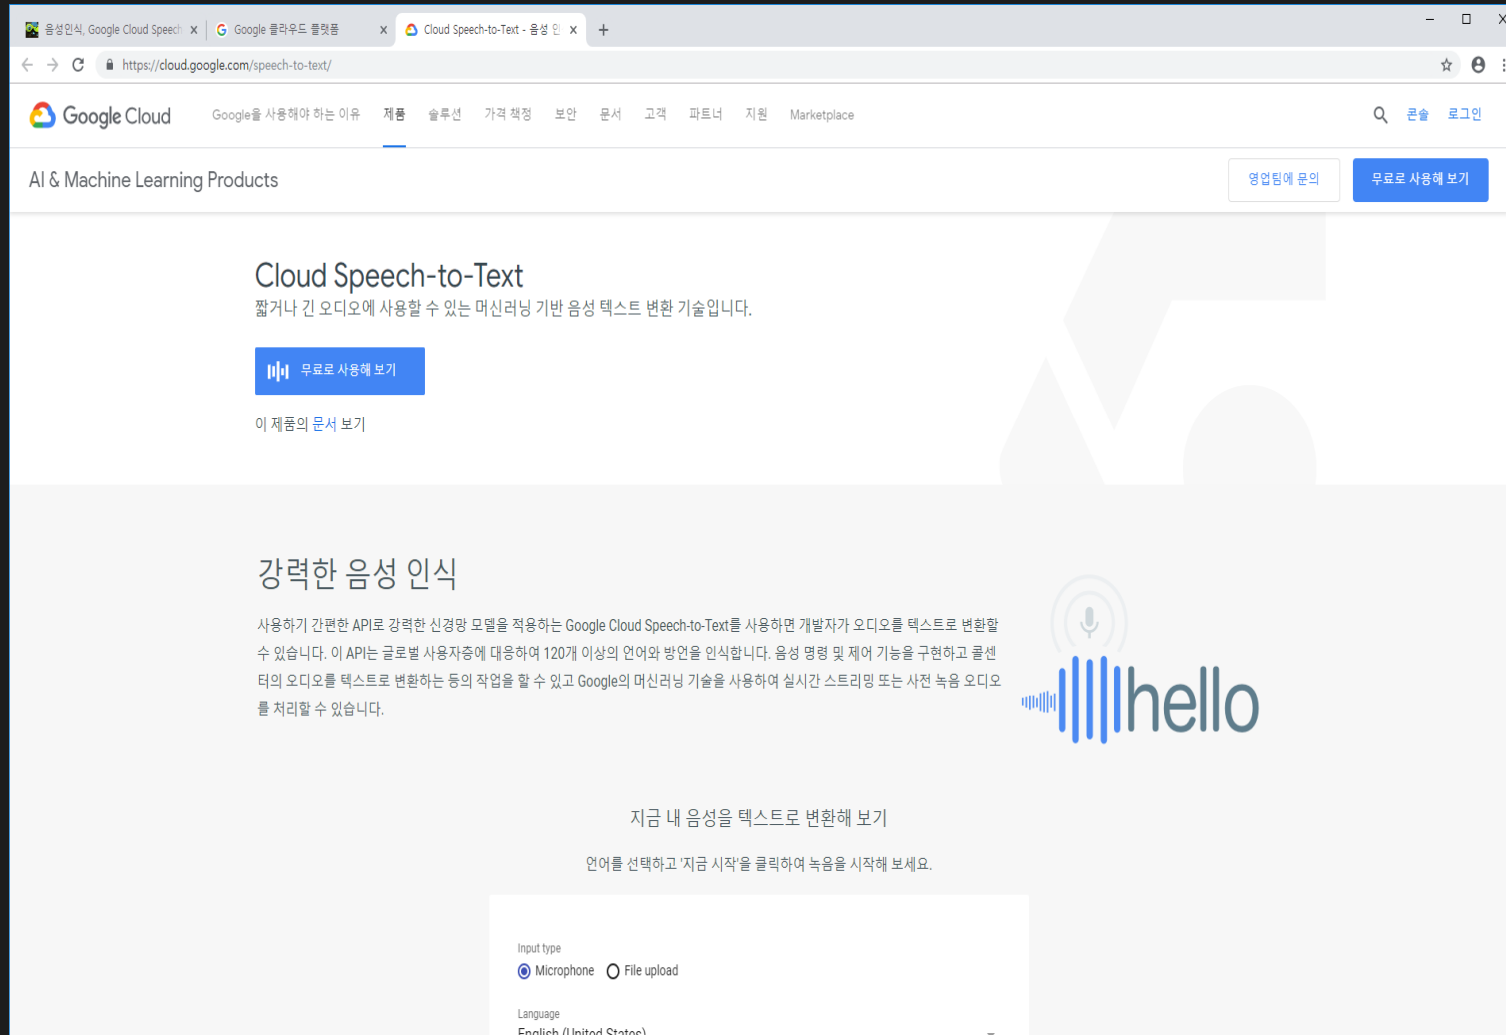 음성인식, Google Cloud Speech
Google 클라우드 플랫폼
Cloud Speech-to-Text - 음성 인
https://cloud.google.com/speech-to-text/
Google Cloud
Google을 사용해야 하는 이유 제품 솔루션 가격 책정 보안 문서 고객 파트너 지원 Marketplace
콘솔 로그인
AI & Machine Learning Products
영업팀에 문의
무료로 사용해 보기
Cloud Speech-to-Text
짧거나 긴 오디오에 사용할 수 있는 머신러닝 기반 음성 텍스트 변환 기술입니다.
무료로 사용해 보기
이 제품의 문서 보기
강력한 음성 인식
사용하기 간편한 API로 강력한 신경망 모델을 적용하는 Google Cloud Speech-to-Text를 사용하면 개발자가 오디오를 텍스트로 변환할
수 있습니다. 이 API는 글로벌 사용자층에 대응하여 120개 이상의 언어와 방언을 인식합니다. 음성 명령 및 제어 기능을 구현하고 콜센
터의 오디오를 텍스트로 변환하는 등의 작업을 할 수 있고 Google의 머신러닝 기술을 사용하여 실시간 스트리밍 또는 사전 녹음 오디오
를 처리할 수 있습니다.
hello
지금 내 음성을 텍스트로 변환해 보기
언어를 선택하고 '지금 시작'을 클릭하여 녹음을 시작해 보세요.
Input type
Microphone File upload
Language
English (United States)